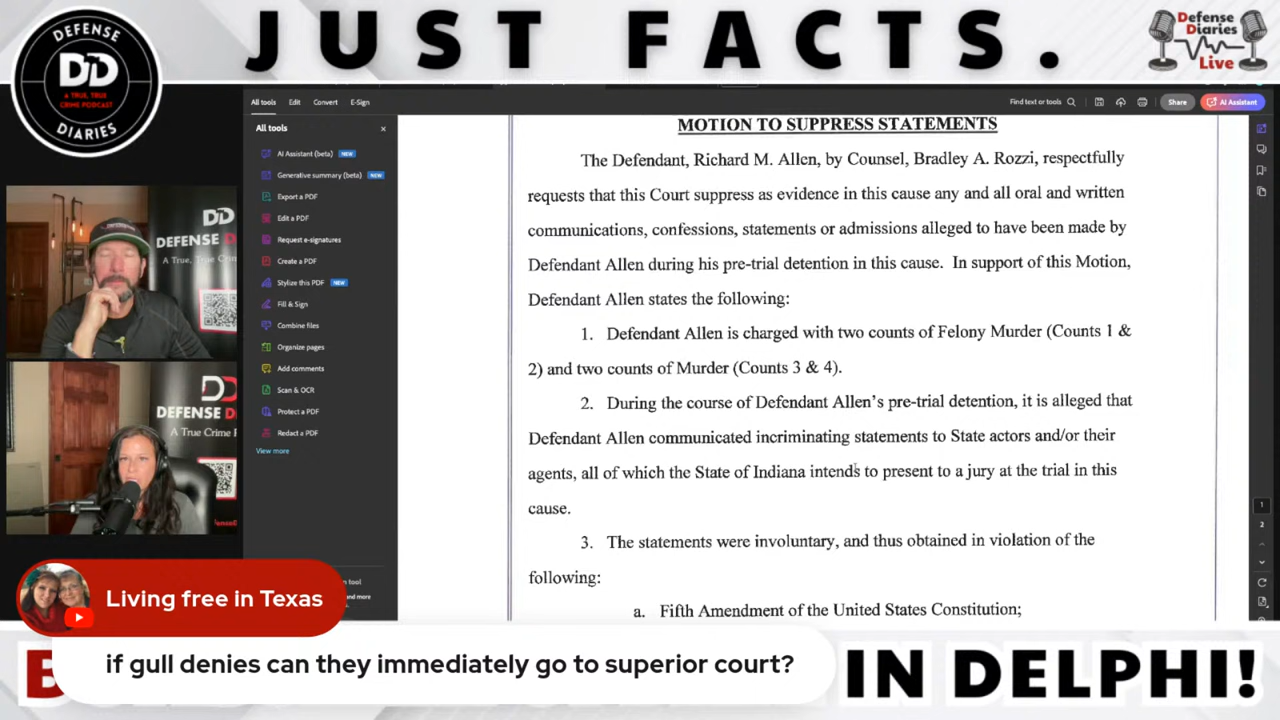 JUST FACTS.
DEFENSE
DD
A TRUE, TRUE
CRIME PODCAST
DIARIES
Defense
Diaries
Live
All tools Edit Convert E-Sign
Find text or tools Share AI Assistant
All tools
AI Assistant (beta) NEW
Generative summary (beta) NEW
Export a PDF
Edit a PDF
Request e-signatures
Create a PDF
Stylize this PDF NEW
Fill & Sign
Combine files
Organize pages
Add comments
Scan & OCR
Protect a PDF
Redact a PDF
View more
MOTION TO SUPPRESS STATEMENTS
The Defendant, Richard M. Allen, by Counsel, Bradley A. Rozzi, respectfully
requests that this Court suppress as evidence in this cause any and all oral and written
communications, confessions, statements or admissions alleged to have been made by
Defendant Allen during his pre-trial detention in this cause. In support of this Motion,
Defendant Allen states the following:
1. Defendant Allen is charged with two counts of Felony Murder (Counts 1 &
2) and two counts of Murder (Counts 3 & 4).
2. During the course of Defendant Allen's pre-trial detention, it is alleged that
Defendant Allen communicated incriminating statements to State actors and/or their
agents, all of which the State of Indiana intends to present to a jury at the trial in this
cause.
3. The statements were involuntary, and thus obtained in violation of the
following:
a. Fifth Amendment of the United States Constitution;
1
2
DD
DEFENSE
A True, True Cri
DD
DEFENSE
A True Crime
Living free in Texas
if gull denies can they immediately go to superior court?
IN DELPHI!